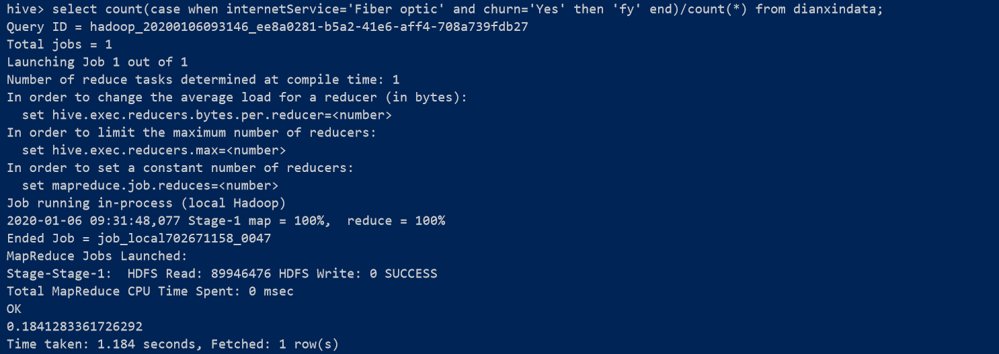 hive> select count(case when internetService='Fiber optic' and churn='Yes' then 'fy' end)/count(*) from dianxindata;
Query ID = hadoop_20200106093146_ee8a0281-b5a2-41e6-aff4-708a739fdb27
Total jobs = 1
Launching Job 1 out of 1
Number of reduce tasks determined at compile time: 1
In order to change the average load for a reducer (in bytes):
  set hive.exec.reducers.bytes.per.reducer=<number>
In order to limit the maximum number of reducers:
  set hive.exec.reducers.max=<number>
In order to set a constant number of reducers:
  set mapreduce.job.reduces=<number>
Job running in-process (local Hadoop)
2020-01-06 09:31:48,077 Stage-1 map = 100%,  reduce = 100%
Ended Job = job_local702671158_0047
MapReduce Jobs Launched:
Stage-Stage-1:  HDFS Read: 89946476 HDFS Write: 0 SUCCESS
Total MapReduce CPU Time Spent: 0 msec
OK
0.1841283361726292
Time taken: 1.184 seconds, Fetched: 1 row(s)